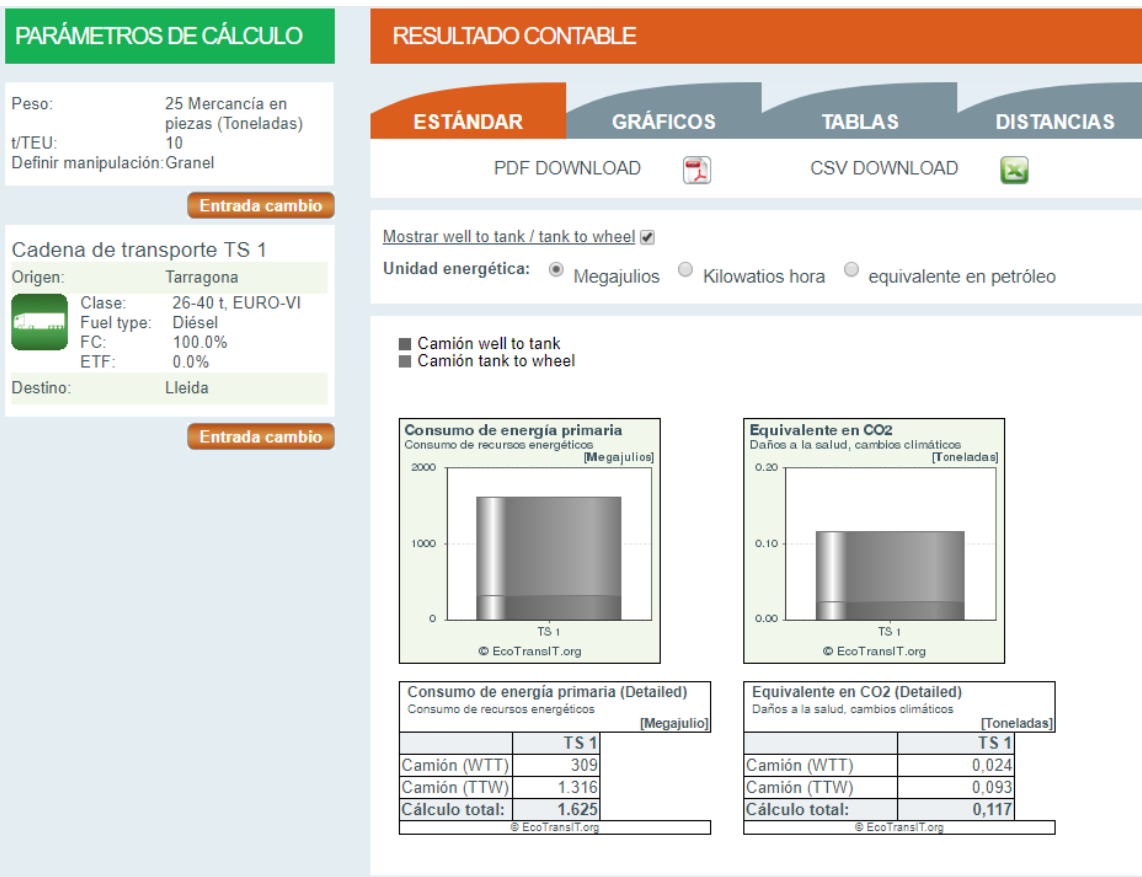 PARÁMETROS DE CÁLCULO
Peso: 25 Mercancía en
piezas (Toneladas)
t/TEU: 10
Definir manipulación: Granel
Entrada cambio
Cadena de transporte TS 1
Origen: Tarragona
Clase: 26-40 t, EURO-VI
Fuel type: Diésel
FC: 100.0%
ETF: 0.0%
Destino: Lleida
Entrada cambio
RESULTADO CONTABLE
ESTÁNDAR GRÁFICOS TABLAS DISTANCIAS
PDF DOWNLOAD CSV DOWNLOAD
Mostrar well to tank / tank to wheel
Unidad energética: Megajulios Kilowatios hora equivalente en petróleo
Camión well to tank
Camión tank to wheel
Consumo de energía primaria
Consumo de recursos energéticos
[Megajulios]
2000
1000
0
TS 1
© EcoTransIT.org
Equivalente en CO2
Daños a la salud, cambios climáticos
[Toneladas]
0.20
0.10
0.00
TS 1
© EcoTransIT.org
Consumo de energía primaria (Detailed)
Consumo de recursos energéticos
[Megajulio]
TS 1
Camión (WTT) 309
Camión (TTW) 1.316
Cálculo total: 1.625
© EcoTransIT.org
Equivalente en CO2 (Detailed)
Daños a la salud, cambios climáticos
[Toneladas]
TS 1
Camión (WTT) 0,024
Camión (TTW) 0,093
Cálculo total: 0,117
© EcoTransIT.org